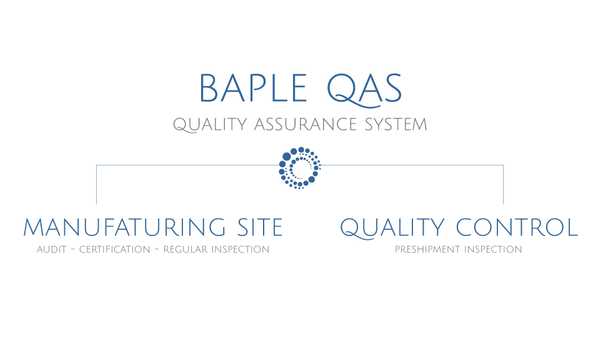 BAPLE QAS
QUALITY ASSURANCE SYSTEM
MANUFATURING SITE
AUDIT - CERTIFICATION - REGULAR INSPECTION
QUALITY CONTROL
PRESHIPMENT INSPECTION